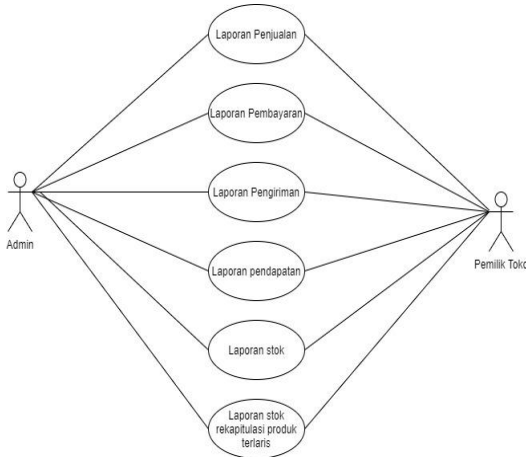 Laporan Penjualan
Laporan Pembayaran
Laporan Pengiriman
Admin
Pemilik Toko
Laporan pendapatan
Laporan stok
Laporan stok
rekapitulasi produk
terlaris